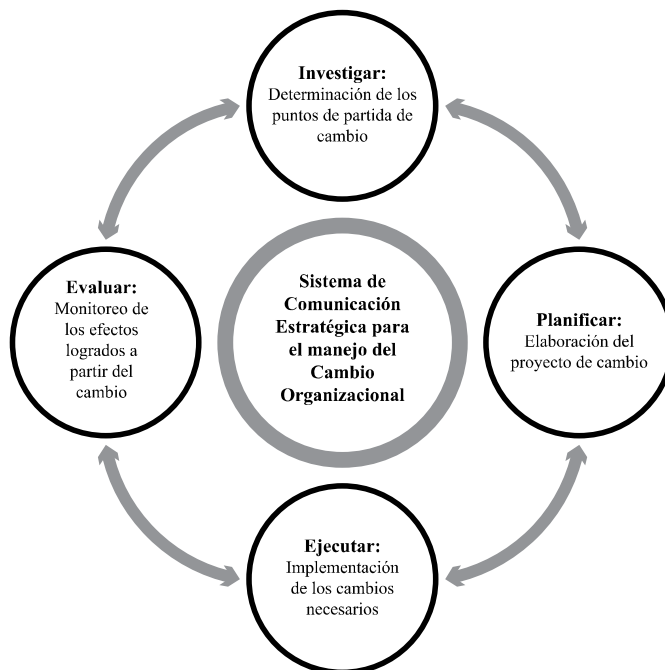 Investigar:
Determinación de los
puntos de partida de
cambio
Evaluar:
Monitoreo de
los efectos
logrados a
partir del
cambio
Sistema de
Comunicación
Estratégica para
el manejo del
Cambio
Organizacional
Planificar:
Elaboración del
proyecto de cambio
Ejecutar:
Implementación
de los cambios
necesarios